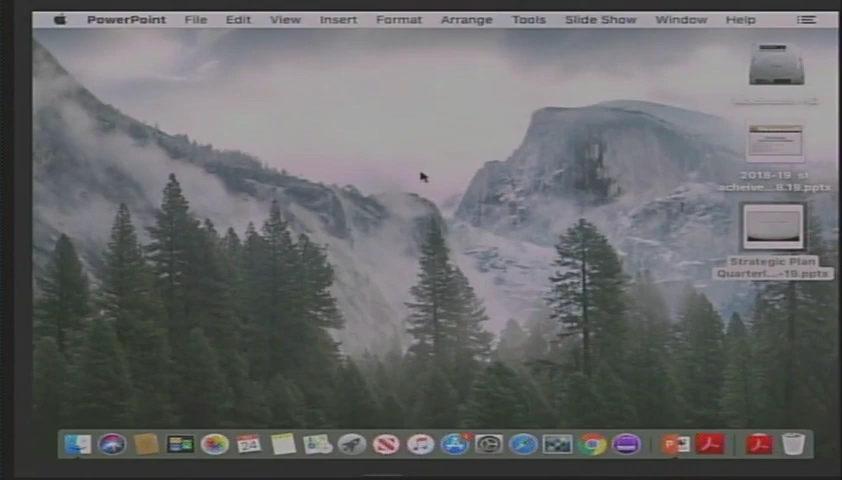 PowerPoint File Edit View Insert Format Arrange Tools Slide Show Window Help
2018-19 st
acheive...8.19.pptx
Strategic Plan
Quarterl...-19.pptx
24